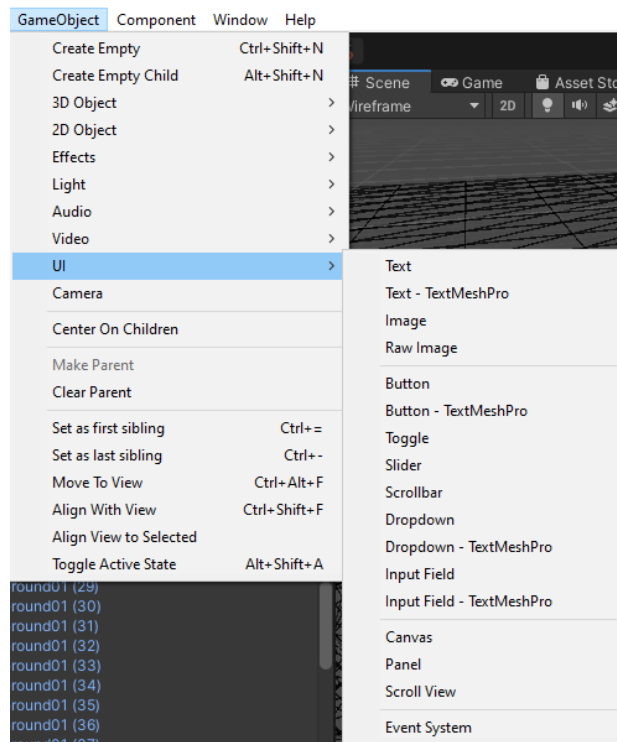 GameObject Component Window Help
Create Empty Ctrl+Shift+N
Create Empty Child Alt+Shift+N
3D Object
2D Object
Effects
Light
Audio
Video
UI
Camera
Center On Children
Make Parent
Clear Parent
Set as first sibling Ctrl+=
Set as last sibling Ctrl+-
Move To View Ctrl+Alt+F
Align With View Ctrl+Shift+F
Align View to Selected
Toggle Active State Alt+Shift+A
# Scene Game Asset Sto
Wireframe 2D
Text
Text - TextMeshPro
Image
Raw Image
Button
Button - TextMeshPro
Toggle
Slider
Scrollbar
Dropdown
Dropdown - TextMeshPro
Input Field
Input Field - TextMeshPro
Canvas
Panel
Scroll View
Event System
round01 (29)
round01 (30)
round01 (31)
round01 (32)
round01 (33)
round01 (34)
round01 (35)
round01 (36)